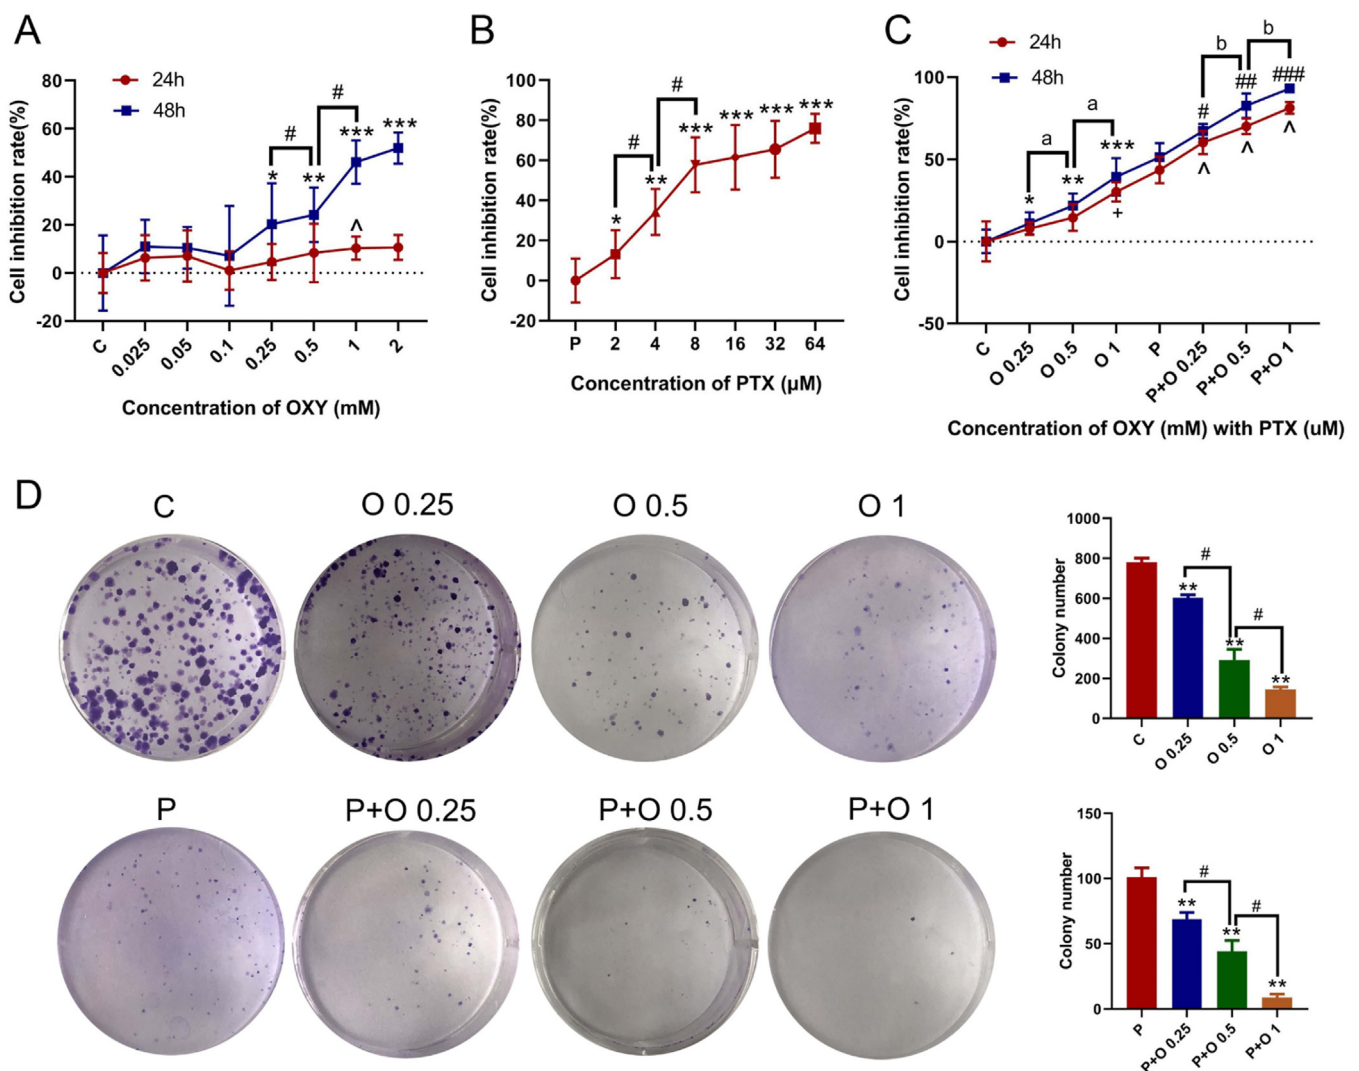 A
24h
48h
Cell inhibition rate(%)
80
60
40
20
0
-20
*
#
**
#
***
***
^
C
0.025
0.05
0.1
0.25
0.5
1
2
Concentration of OXY (mM)
B
Cell inhibition rate(%)
100
80
60
40
20
0
-20
*
#
**
#
***
***
***
***
P
2
4
8
16
32
64
Concentration of PTX (μM)
C
24h
48h
Cell inhibition rate(%)
100
50
0
-50
*
a
**
a
***
+
#
b
##
b
###
^
^
^
C
O 0.25
O 0.5
O 1
P
P+O 0.25
P+O 0.5
P+O 1
Concentration of OXY (mM) with PTX (uM)
D
C
O 0.25
O 0.5
O 1
Colony number
1000
800
600
400
200
0
**
#
**
#
**
C
O 0.25
O 0.5
O 1
P
P+O 0.25
P+O 0.5
P+O 1
Colony number
150
100
50
0
**
#
**
#
**
P
P+O 0.25
P+O 0.5
P+O 1